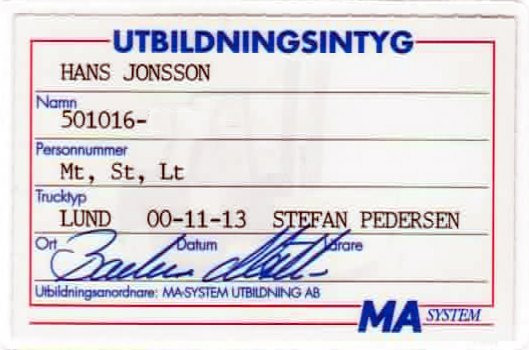 UTBILDNINGSINTYG
HANS JONSSON
Namn
501016-
Personnummer
Mt, St, Lt
Trucktyp
LUND 00-11-13 STEFAN PEDERSEN
Ort Datum lärare
Utbildningsanordnare: MA-SYSTEM UTBILDNING AB
MA SYSTEM